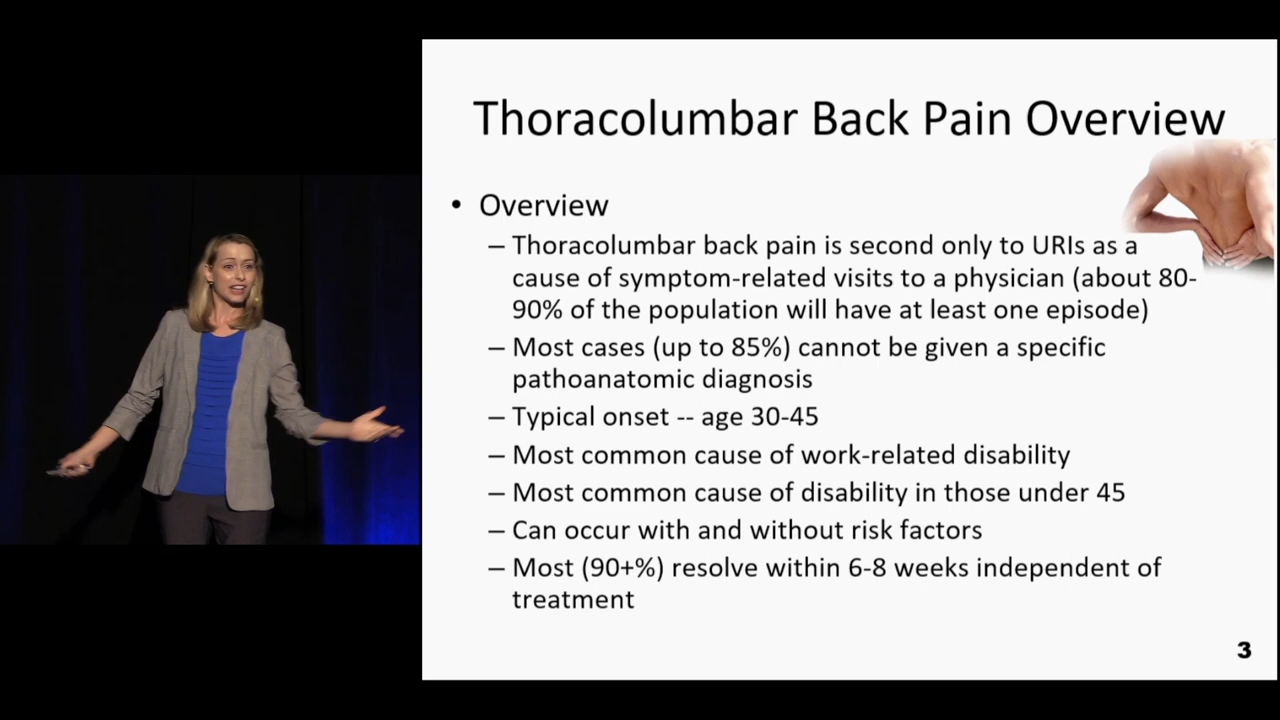 Thoracolumbar Back Pain Overview
• Overview
– Thoracolumbar back pain is second only to URIs as a
cause of symptom-related visits to a physician (about 80-
90% of the population will have at least one episode)
– Most cases (up to 85%) cannot be given a specific
pathoanatomic diagnosis
– Typical onset -- age 30-45
– Most common cause of work-related disability
– Most common cause of disability in those under 45
– Can occur with and without risk factors
– Most (90+%) resolve within 6-8 weeks independent of
treatment
3